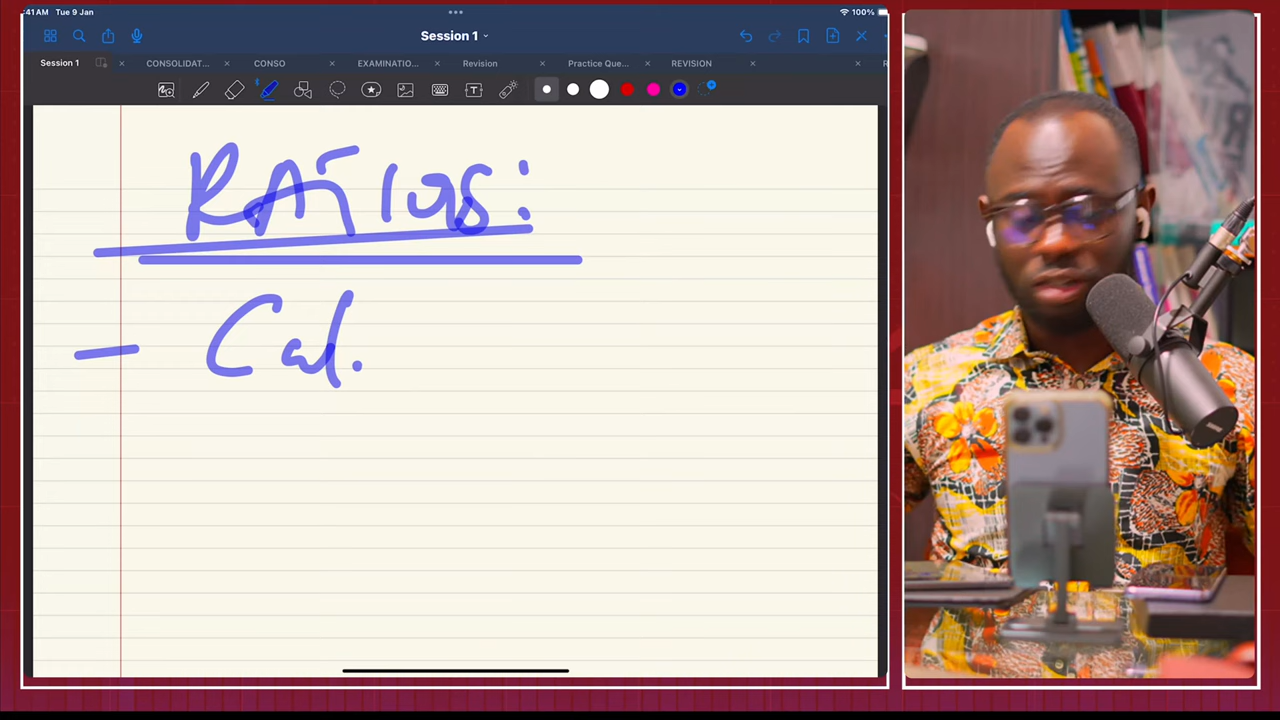 :41 AM Tue 9 Jan
100%
Session 1
Session 1 CONSOLIDAT... CONSO EXAMINATIO... Revision Practice Que... REVISION
RATIOS:
- Cal.